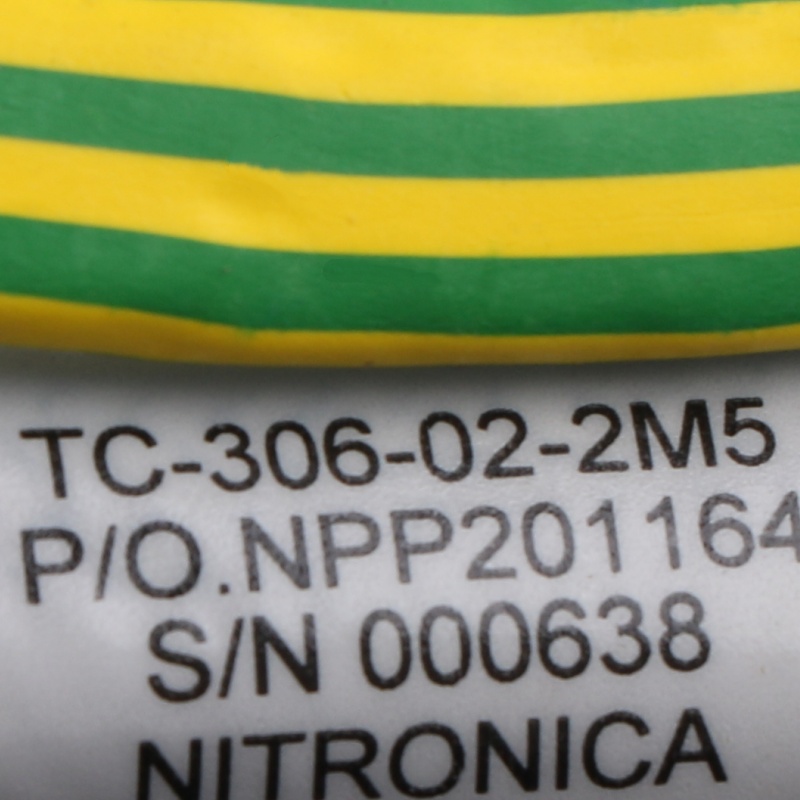 TC-306-02-2M5
P/O.NPP201164
S/N 000638
NITRONICA